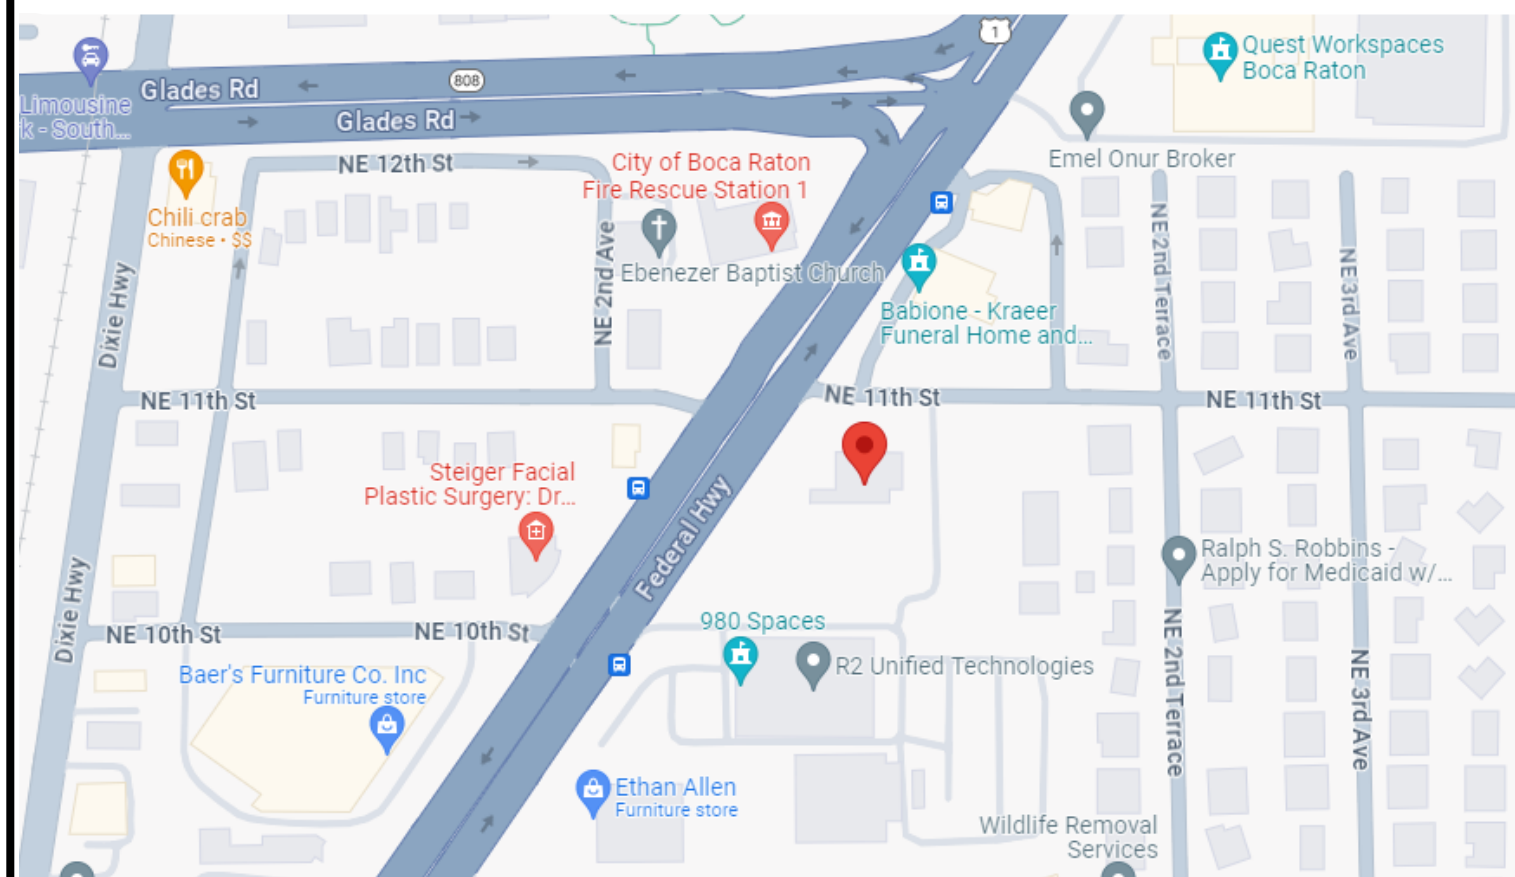 1
Quest Workspaces
Boca Raton
Glades Rd
808
Limousine
k - South...
Glades Rd
Emel Onur Broker
NE 12th St
City of Boca Raton
Fire Rescue Station 1
Chili crab
Chinese • $$
Ebenezer Baptist Church
NE 2nd Ave
NE 2nd Terrace
NE 3rd Ave
Dixie Hwy
Babione - Kraeer
Funeral Home and...
NE 11th St
NE 11th St
NE 11th St
Steiger Facial
Plastic Surgery: Dr...
Federal Hwy
Ralph S. Robbins -
Apply for Medicaid w/...
Dixie Hwy
NE 10th St
NE 10th St
980 Spaces
R2 Unified Technologies
NE 2nd Terrace
NE 3rd Ave
Baer's Furniture Co. Inc
Furniture store
Ethan Allen
Furniture store
Wildlife Removal
Services